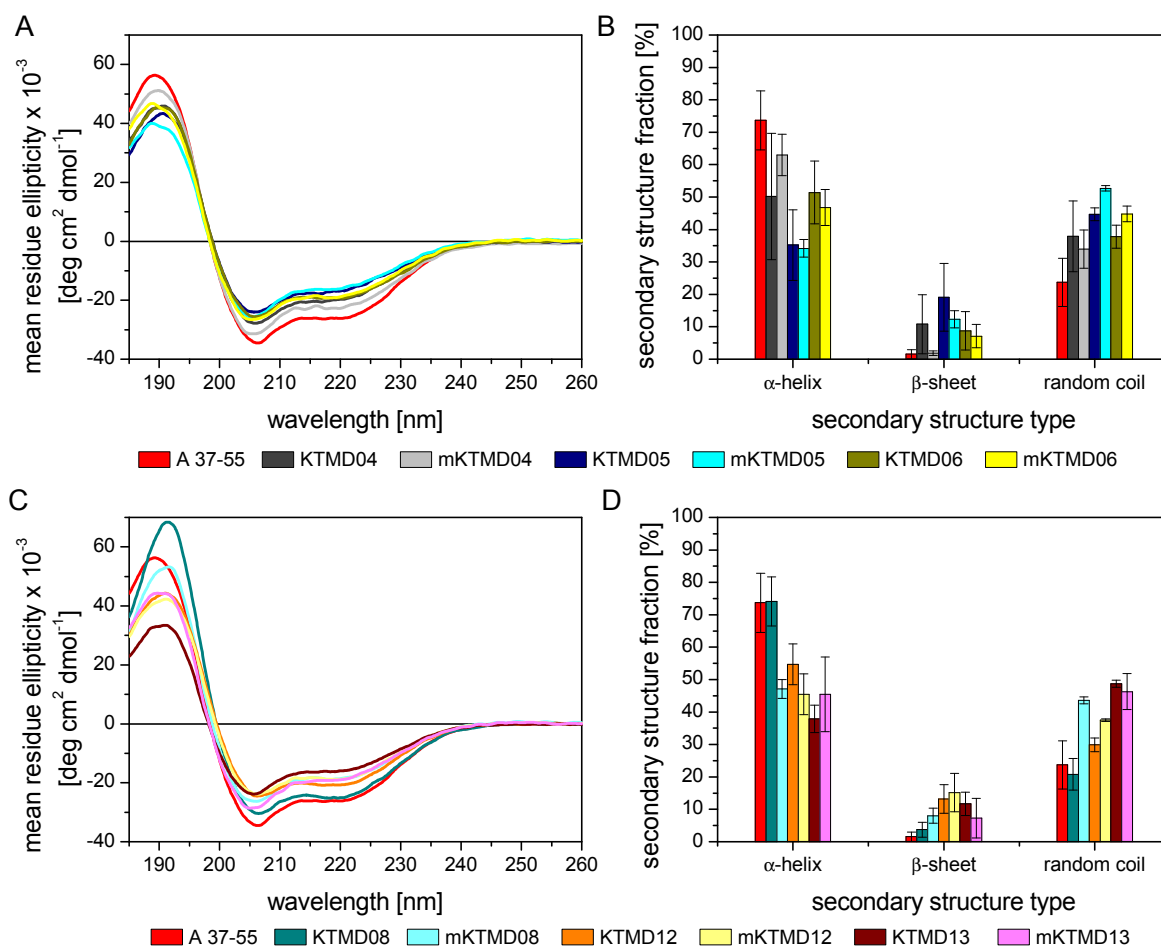 A
mean residue ellipticity x 10⁻³
[deg cm² dmol⁻¹]
60
40
20
0
-20
-40
190 200 210 220 230 240 250 260
wavelength [nm]
B
secondary structure fraction [%]
100
90
80
70
60
50
40
30
20
10
0
α-helix β-sheet random coil
secondary structure type
A 37-55 KTMD04 mKTMD04 KTMD05 mKTMD05 KTMD06 mKTMD06
C
mean residue ellipticity x 10⁻³
[deg cm² dmol⁻¹]
60
40
20
0
-20
-40
190 200 210 220 230 240 250 260
wavelength [nm]
D
secondary structure fraction [%]
100
90
80
70
60
50
40
30
20
10
0
α-helix β-sheet random coil
secondary structure type
A 37-55 KTMD08 mKTMD08 KTMD12 mKTMD12 KTMD13 mKTMD13